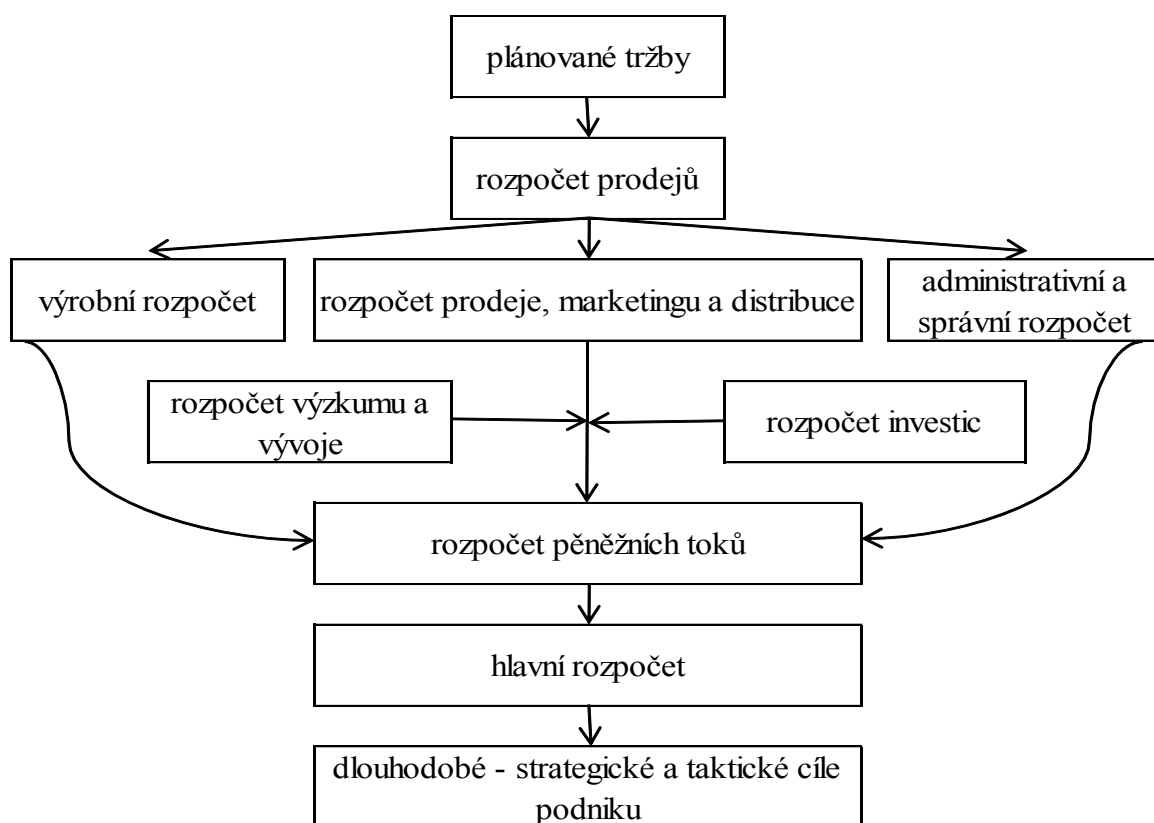 plánované tržby
rozpočet prodejů
výrobní rozpočet
rozpočet prodeje, marketingu a distribuce
administrativní a
správní rozpočet
rozpočet výzkumu a
vývoje
rozpočet investic
rozpočet pěněžních toků
hlavní rozpočet
dlouhodobé - strategické a taktické cíle
podniku